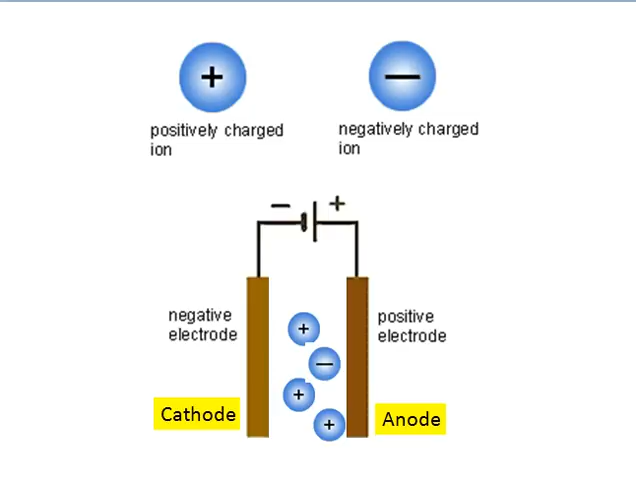 +
−
positively charged
ion
negatively charged
ion
− +
negative
electrode
positive
electrode
+
−
+
+
Cathode
Anode